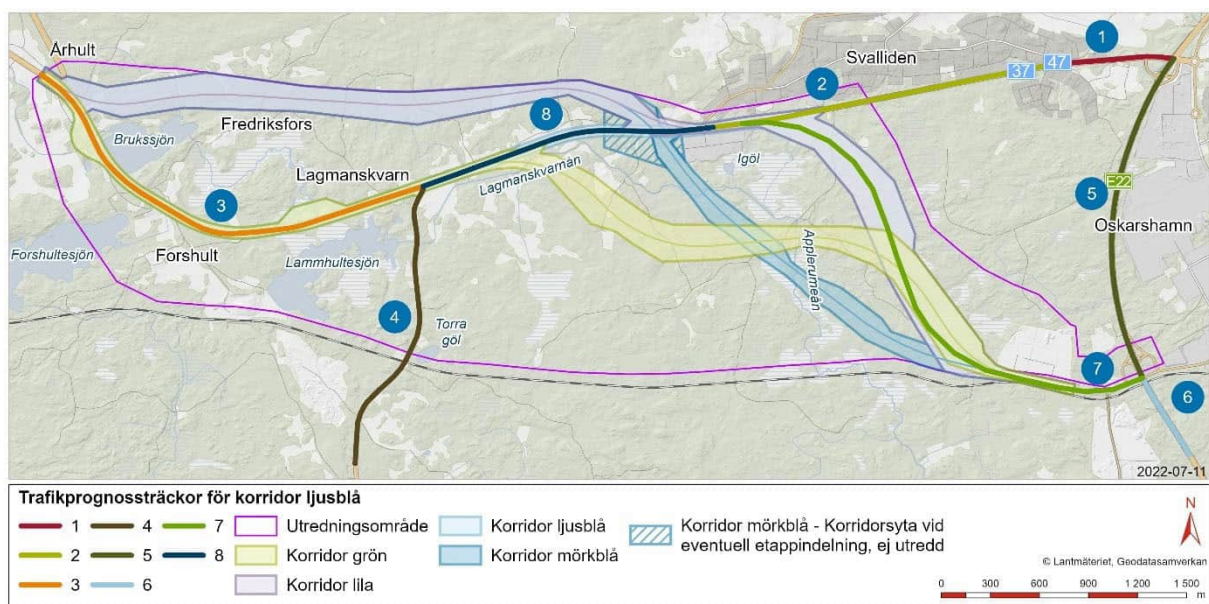 Århult
Svalliden
1
37
47
2
Brukssjön
Fredriksfors
8
Lagmanskvarn
Lagmanskvarnån
Igöl
E22
5
3
Oskarshamn
Forshultesjön
Forshult
Lammhultesjön
Applerumeån
4
Torra
göl
7
6
2022-07-11
Trafikprognossträckor för korridor ljusblå
1 4 7 Utredningsområde Korridor ljusblå Korridor mörkblå - Korridorsyta vid
eventuell etappindelning, ej utredd
2 5 8 Korridor grön Korridor mörkblå
3 6 Korridor lila
N
© Lantmäteriet, Geodatasamverkan
0 300 600 900 1 200 1 500
m